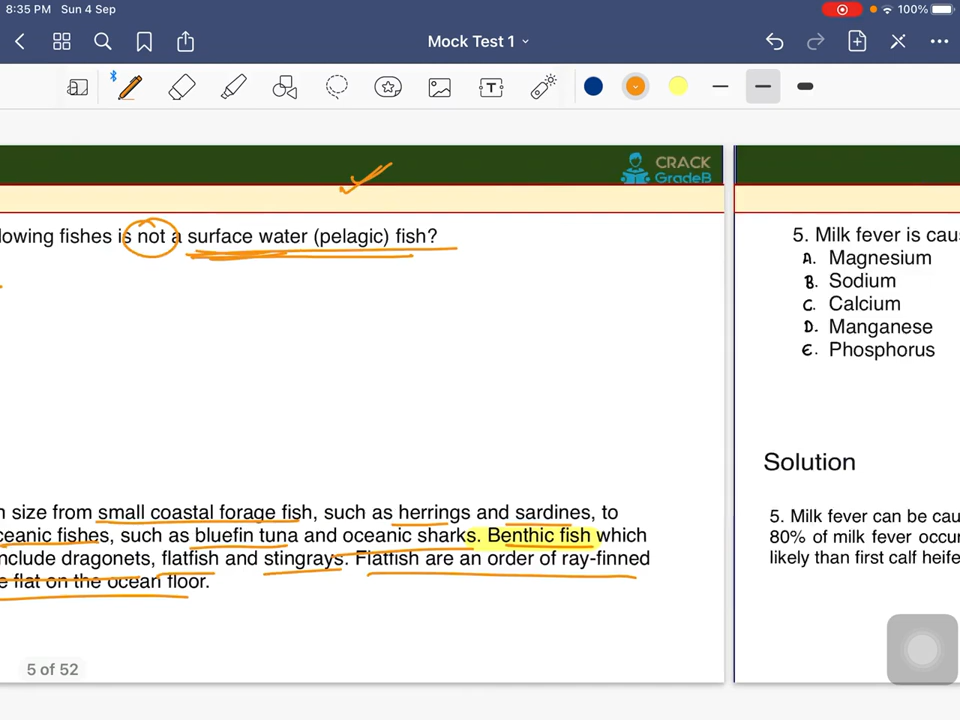 8:35 PM Sun 4 Sep
100%
Mock Test 1
T
CRACK
GradeB
lowing fishes is not a surface water (pelagic) fish?
n size from small coastal forage fish, such as herrings and sardines, to
ceanic fishes, such as bluefin tuna and oceanic sharks. Benthic fish which
nclude dragonets, flatfish and stingrays. Flatfish are an order of ray-finned
e flat on the ocean floor.
5 of 52
5. Milk fever is cau
A. Magnesium
B. Sodium
C. Calcium
D. Manganese
E. Phosphorus
Solution
5. Milk fever can be cau
80% of milk fever occur
likely than first calf heife